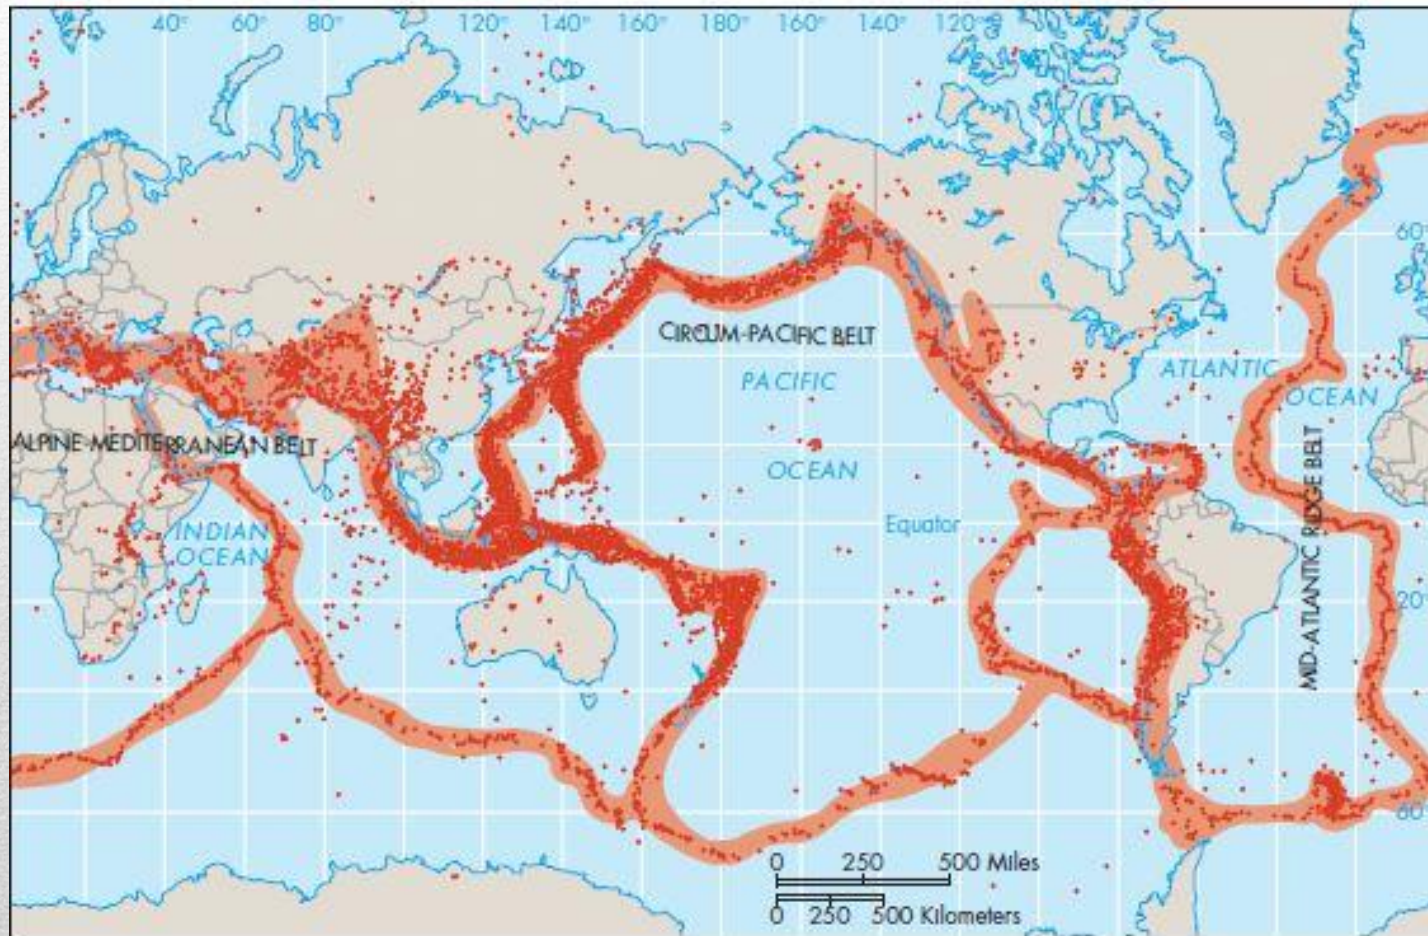 40° 60° 80° 120° 140° 160° 180° 160° 140° 120°
60°
CIRCUM-PACIFIC BELT
ATLANTIC
PACIFIC
OCEAN
ALPINE-MEDITERRANEAN BELT
OCEAN
MID-ATLANTIC RIDGE BELT
Equator
INDIAN
OCEAN
20°
60°
0 250 500 Miles
0 250 500 Kilometers